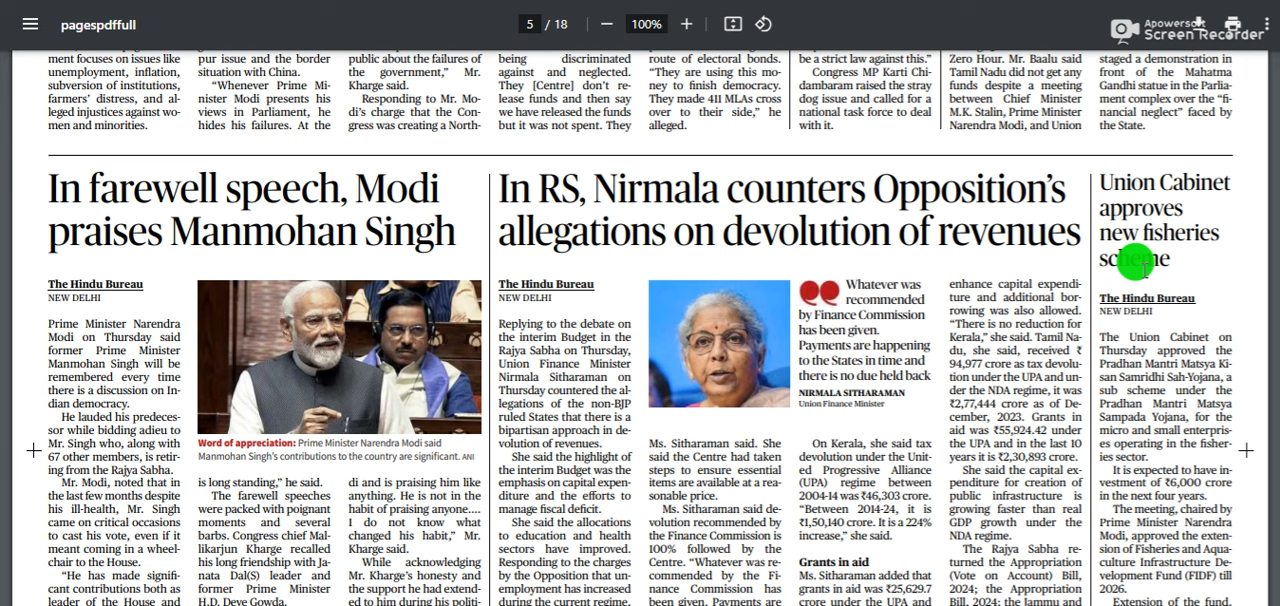 pagespdffull
5 / 18
100%
Apowersoft
Screen Recorder
ment focuses on issues like
unemployment, inflation,
subversion of institutions,
farmers' distress, and al-
leged injustices against wo-
men and minorities.
pur issue and the border
situation with China.
"Whenever Prime Mi-
nister Modi presents his
views in Parliament, he
hides his failures. At the
public about the failures of
the government," Mr.
Kharge said.
Responding to Mr. Mo-
di's charge that the Con-
gress was creating a North-
being discriminated
against and neglected.
They [Centre] don't re-
lease funds and then say
we have released the funds
but it was not spent. They
route of electoral bonds.
"They are using this mo-
ney to finish democracy.
They made 411 MLAs cross
over to their side," he
alleged.
be a strict law against this."
Congress MP Karti Chi-
dambaram raised the stray
dog issue and called for a
national task force to deal
with it.
Zero Hour. Mr. Baalu said
Tamil Nadu did not get any
funds despite a meeting
between Chief Minister
M.K. Stalin, Prime Minister
Narendra Modi, and Union
staged a demonstration in
front of the Mahatma
Gandhi statue in the Parlia-
ment complex over the "fi-
nancial neglect" faced by
the State.
In farewell speech, Modi
praises Manmohan Singh
The Hindu Bureau
NEW DELHI
Prime Minister Narendra
Modi on Thursday said
former Prime Minister
Manmohan Singh will be
remembered every time
there is a discussion on In-
dian democracy.
He lauded his predeces-
sor while bidding adieu to
Mr. Singh who, along with
67 other members, is retir-
ing from the Rajya Sabha.
Mr. Modi, noted that in
the last few months despite
his ill-health, Mr. Singh
came on critical occasions
to cast his vote, even if it
meant coming in a wheel-
chair to the House.
"He has made signifi-
cant contributions both as
leader of the House and
Word of appreciation: Prime Minister Narendra Modi said
Manmohan Singh's contributions to the country are significant. ANI
is long standing," he said.
The farewell speeches
were packed with poignant
moments and several
barbs. Congress chief Mal-
likarjun Kharge recalled
his long friendship with Ja-
nata Dal(S) leader and
former Prime Minister
H.D. Deve Gowda.
di and is praising him like
anything. He is not in the
habit of praising anyone....
I do not know what
changed his habit," Mr.
Kharge said.
While acknowledging
Mr. Kharge's honesty and
the support he had extend-
ed to him during his politi-
In RS, Nirmala counters Opposition's
allegations on devolution of revenues
The Hindu Bureau
NEW DELHI
Replying to the debate on
the interim Budget in the
Rajya Sabha on Thursday,
Union Finance Minister
Nirmala Sitharaman on
Thursday countered the al-
legations of the non-BJP
ruled States that there is a
bipartisan approach in de-
volution of revenues.
She said the highlight of
the interim Budget was the
emphasis on capital expen-
diture and the efforts to
manage fiscal deficit.
She said the allocations
to education and health
sectors have improved.
Responding to the charges
by the Opposition that un-
employment has increased
during the current regime,
Ms. Sitharaman said. She
said the Centre had taken
steps to ensure essential
items are available at a rea-
sonable price.
Ms. Sitharaman said de-
volution recommended by
the Finance Commission is
100% followed by the
Centre. "Whatever was re-
commended by the Fi-
nance Commission has
been given. Payments are
Whatever was
recommended
by Finance Commission
has been given.
Payments are happening
to the States in time and
there is no due held back
NIRMALA SITHARAMAN
Union Finance Minister
On Kerala, she said tax
devolution under the Unit-
ed Progressive Alliance
(UPA) regime between
2004-14 was ₹46,303 crore.
"Between 2014-24, it is
₹1,50,140 crore. It is a 224%
increase," she said.
Grants in aid
Ms. Sitharaman added that
grants in aid was ₹25,629.7
crore under the UPA and
enhance capital expendi-
ture and additional bor-
rowing was also allowed.
"There is no reduction for
Kerala," she said. Tamil Na-
du, she said, received ₹
94,977 crore as tax devolu-
tion under the UPA and un-
der the NDA regime, it was
₹2,77,444 crore as of De-
cember, 2023. Grants in
aid was ₹55,924.42 under
the UPA and in the last 10
years it is ₹2,30,893 crore.
She said the capital ex-
penditure for creation of
public infrastructure is
growing faster than real
GDP growth under the
NDA regime.
The Rajya Sabha re-
turned the Appropriation
(Vote on Account) Bill,
2024; the Appropriation
Bill, 2024; the Jammu and
Union Cabinet
approves
new fisheries
scheme
The Hindu Bureau
NEW DELHI
The Union Cabinet on
Thursday approved the
Pradhan Mantri Matsya Ki-
san Samridhi Sah-Yojana, a
sub scheme under the
Pradhan Mantri Matsya
Sampada Yojana, for the
micro and small enterpris-
es operating in the fisher-
ies sector.
It is expected to have in-
vestment of ₹6,000 crore
in the next four years.
The meeting, chaired by
Prime Minister Narendra
Modi, approved the exten-
sion of Fisheries and Aqua-
culture Infrastructure De-
velopment Fund (FIDF) till
2026.
Extension of the fund,